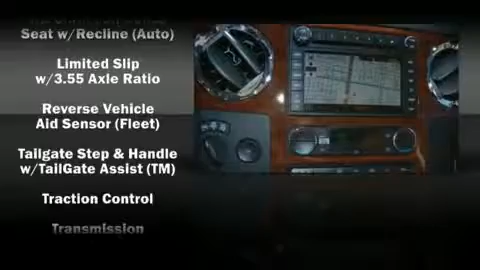 Seat w/Recline (Auto)
Limited Slip
w/3.55 Axle Ratio
Reverse Vehicle
Aid Sensor (Fleet)
Tailgate Step & Handle
w/TailGate Assist (TM)
Traction Control
Transmission